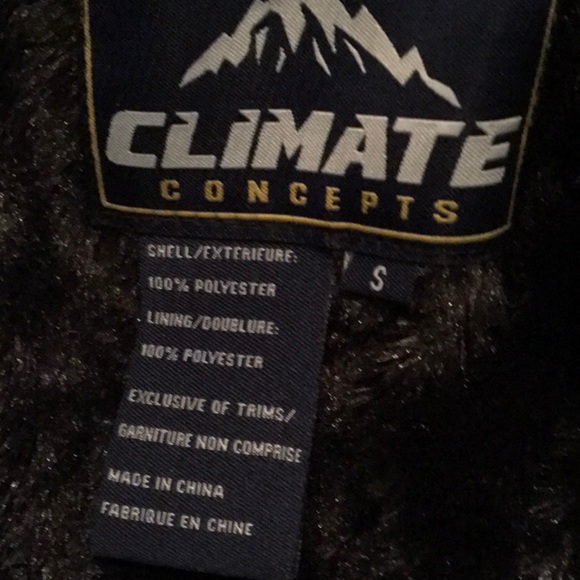 CLIMATE
CONCEPTS
SHELL/EXTERIEURE:
S
100% POLYESTER
LINING/DOUBLURE:
100% POLYESTER
EXCLUSIVE OF TRIMS/
GARNITURE NON COMPRISE
MADE IN CHINA
FABRIQUE EN CHINE